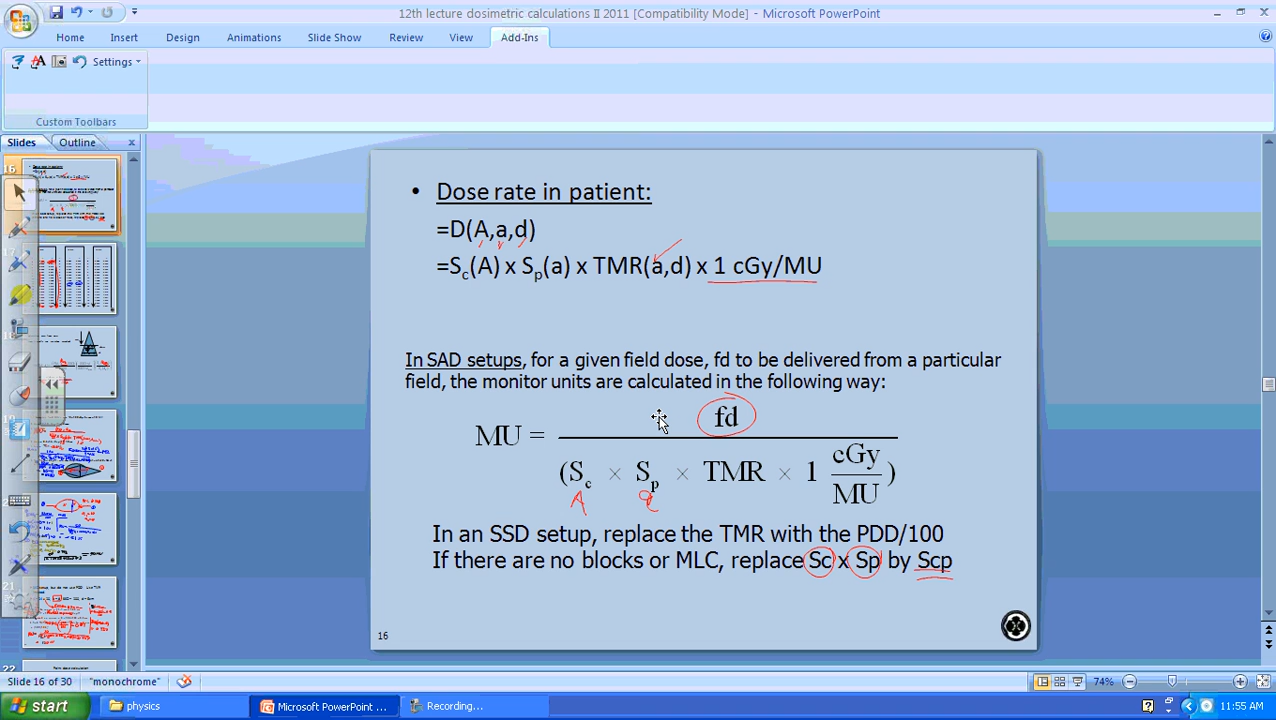 12th lecture dosimetric calculations II 2011 [Compatibility Mode] - Microsoft PowerPoint
Home Insert Design Animations Slide Show Review View Add-Ins
Settings
Custom Toolbars
Slides Outline
• Dose rate in patient:
=D(A,a,d)
=Sc(A) x Sp(a) x TMR(a,d) x 1 cGy/MU
In SAD setups, for a given field dose, fd to be delivered from a particular
field, the monitor units are calculated in the following way:
fd
MU =
(Sc × Sp × TMR × 1 cGy/MU)
A a
In an SSD setup, replace the TMR with the PDD/100
If there are no blocks or MLC, replace Sc x Sp by Scp
16
Slide 16 of 30 "monochrome" 74%
start physics Microsoft PowerPoint ... Recording... 11:55 AM